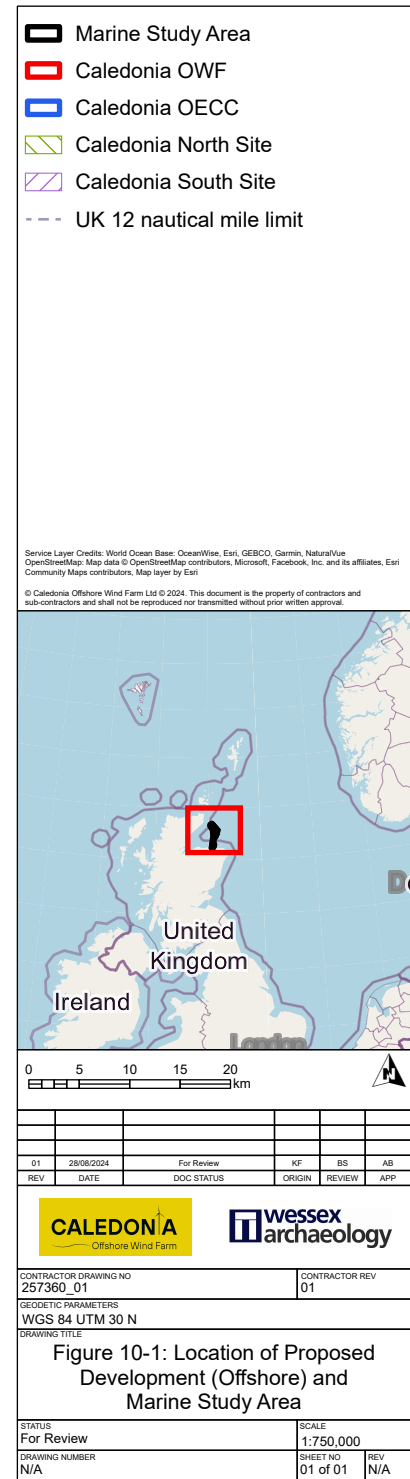 Marine Study Area
Caledonia OWF
Caledonia OECC
Caledonia North Site
Caledonia South Site
UK 12 nautical mile limit
Service Layer Credits: World Ocean Base: OceanWise, Esri, GEBCO, Garmin, NaturalVue
OpenStreetMap: Map data © OpenStreetMap contributors, Microsoft, Facebook, Inc. and its affiliates, Esri
Community Maps contributors, Map layer by Esri
© Caledonia Offshore Wind Farm Ltd © 2024. This document is the property of contractors and
sub-contractors and shall not be reproduced nor transmitted without prior written approval.
De
United
Kingdom
Ireland
London
0 5 10 15 20
km
N
01 28/08/2024 For Review KF BS AB
REV DATE DOC STATUS ORIGIN REVIEW APP
CALEDONIA
Offshore Wind Farm
wessex
archaeology
CONTRACTOR DRAWING NO CONTRACTOR REV
257360_01 01
GEODETIC PARAMETERS
WGS 84 UTM 30 N
DRAWING TITLE
Figure 10-1: Location of Proposed
Development (Offshore) and
Marine Study Area
STATUS SCALE
For Review 1:750,000
DRAWING NUMBER SHEET NO REV
N/A 01 of 01 N/A